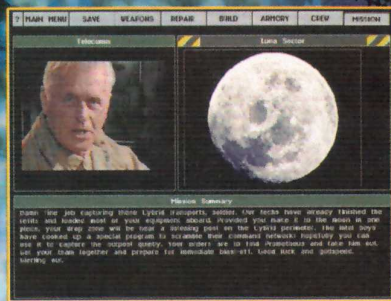 ? MAIN MENU SAVE WEAPONS REPAIR BUILD ARMORY CREW MISSION
Telecomm Luna Sector
Mission Summary
Damn fine job capturing those Cybrid transports, soldier. Our techs have already finished the
refits and loaded most of your equipment aboard. Provided you make it to the moon in one
piece, your drop zone will be near a listening post on the Cybrid perimeter. The intel boys
have cooked up a special program to scramble their command network; hopefully you can
use it to capture the outpost quietly. Your orders are to find Prometheus and take him out.
Get your team together and prepare for immediate blast-off. Good luck and godspeed.
Sterling out.